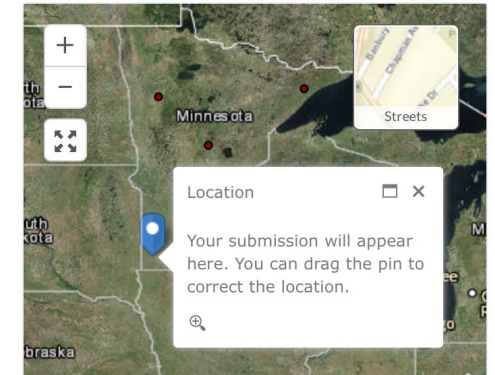 Banbury
Chapman Av
P
+
−
th
ota
Minnesota
Streets
Location
uth
kota
M
Your submission will appear
here. You can drag the pin to
correct the location.
ee
go
braska